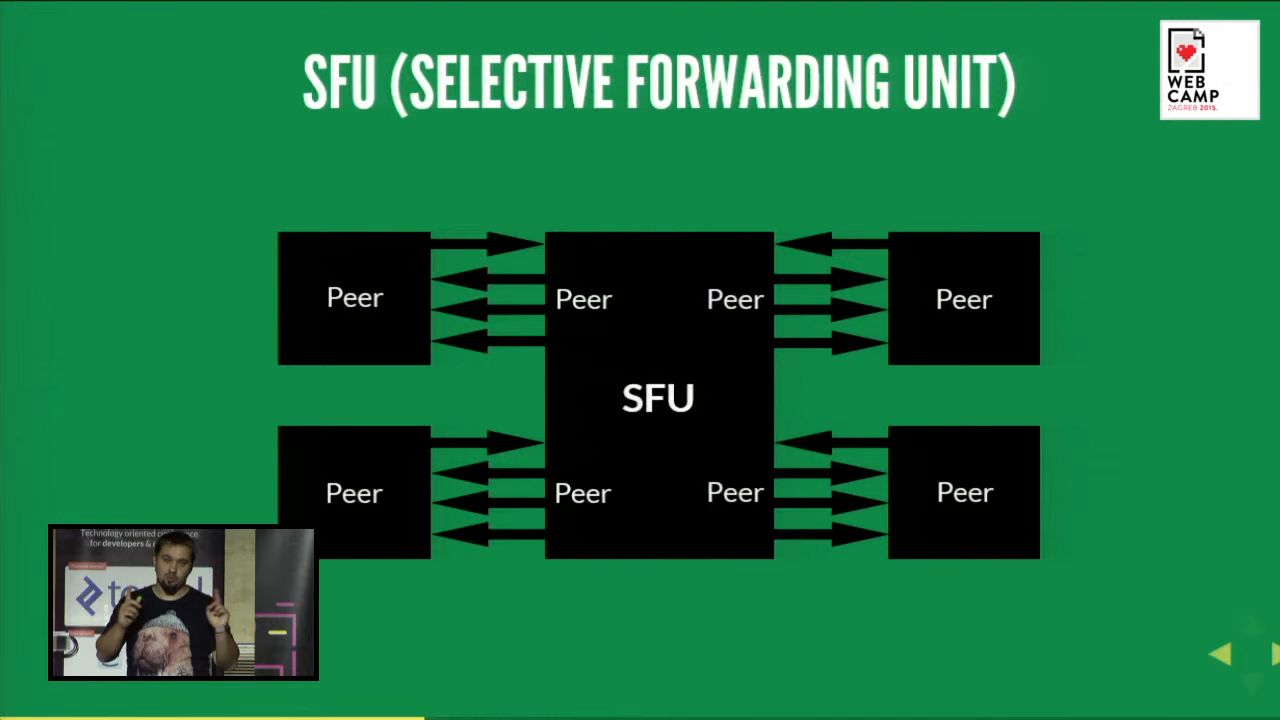 SFU (SELECTIVE FORWARDING UNIT)
WEB
CAMP
ZAGREB 2015.
Peer
Peer
Peer
Peer
SFU
Peer
Peer
Peer
Peer
Technology oriented
for developers &